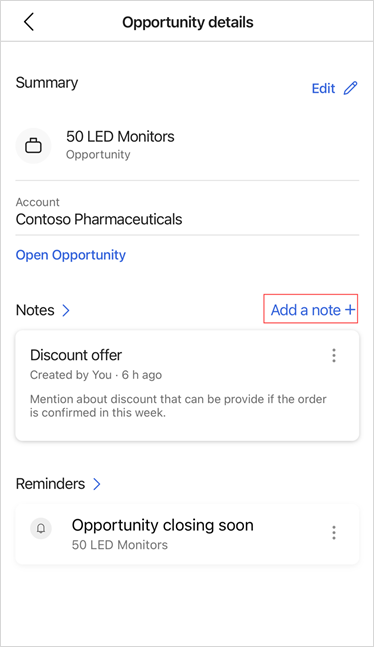 Opportunity details
Summary
Edit
50 LED Monitors
Opportunity
Account
Contoso Pharmaceuticals
Open Opportunity
Notes
Add a note +
Discount offer
Created by You · 6 h ago
Mention about discount that can be provide if the order
is confirmed in this week.
Reminders
Opportunity closing soon
50 LED Monitors